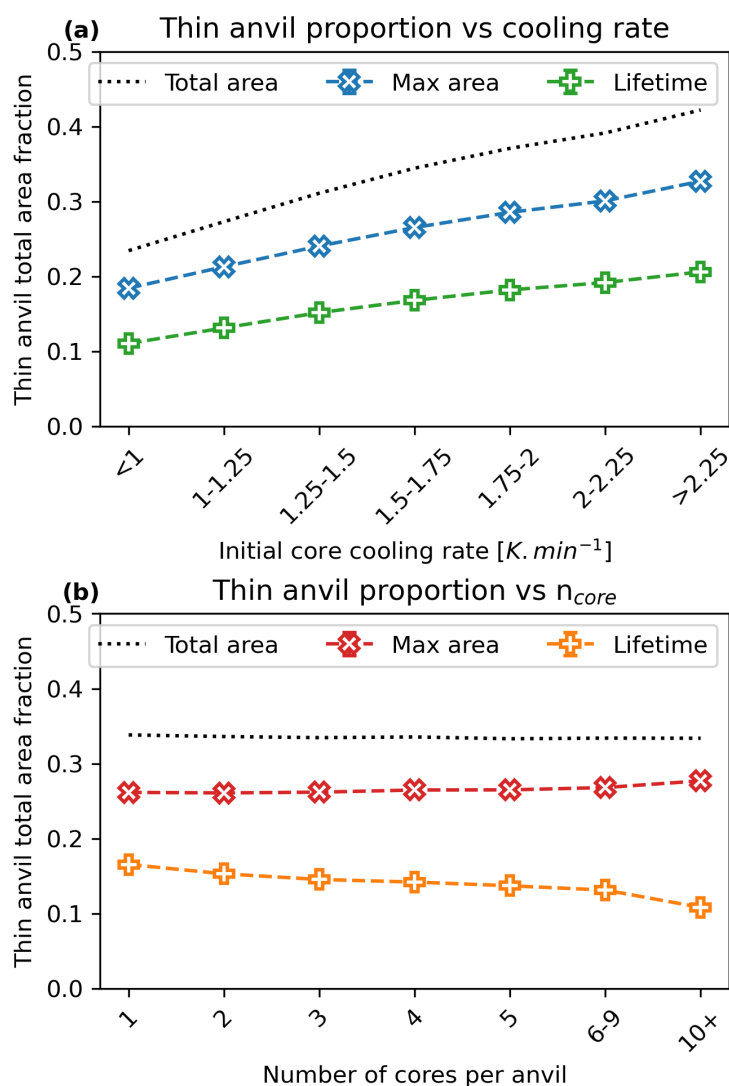 (a) Thin anvil proportion vs cooling rate
0.5
Total area Max area Lifetime
0.4
0.3
0.2
0.1
0.0
Thin anvil total area fraction
<1 1-1.25 1.25-1.5 1.5-1.75 1.75-2 2-2.25 >2.25
Initial core cooling rate [K.min⁻¹]
(b) Thin anvil proportion vs n_core
0.5
Total area Max area Lifetime
0.4
0.3
0.2
0.1
0.0
Thin anvil total area fraction
1 2 3 4 5 6-9 10+
Number of cores per anvil